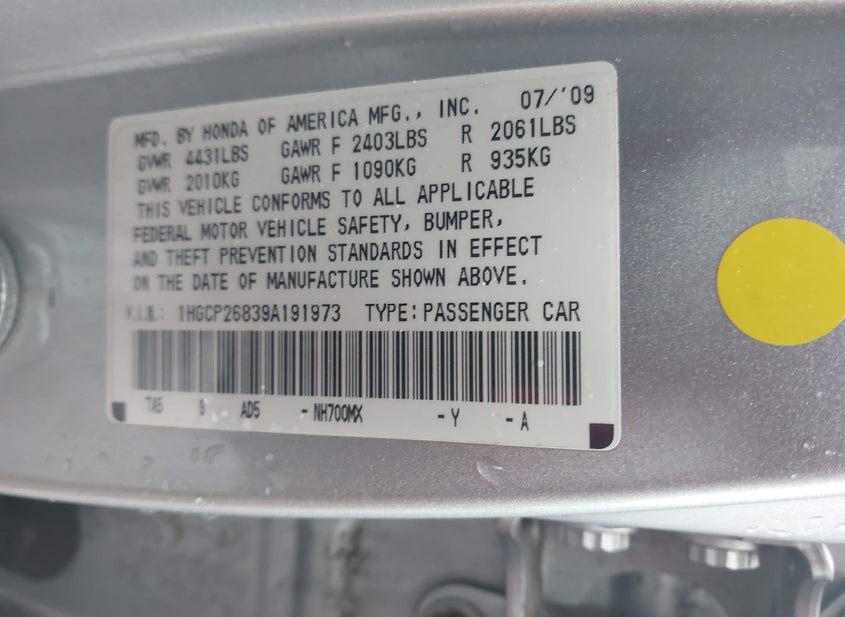 MFD. BY HONDA OF AMERICA MFG., INC. 07/'09
GVWR 4431LBS GAWR F 2403LBS R 2061LBS
GVWR 2010KG GAWR F 1090KG R 935KG
THIS VEHICLE CONFORMS TO ALL APPLICABLE
FEDERAL MOTOR VEHICLE SAFETY, BUMPER,
AND THEFT PREVENTION STANDARDS IN EFFECT
ON THE DATE OF MANUFACTURE SHOWN ABOVE.
V.I.N.: 1HGCP26839A191973 TYPE: PASSENGER CAR
TA5 9 AD5 - NH700MX - Y - A